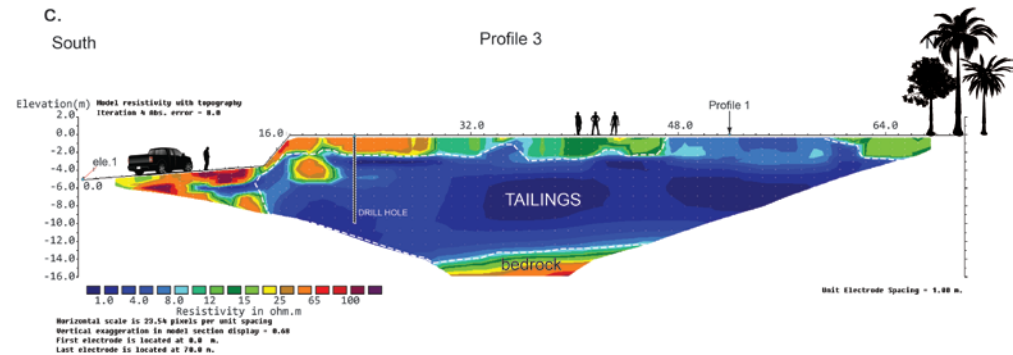 C.
South
Profile 3
Elevation(m)
Model resistivity with topography
Iteration 4 Abs. error = 8.0
Profile 1
2.0
0.0
-2.0
-4.0
-6.0
-8.0
-10.0
-12.0
-14.0
-16.0
ele.1
0.0
16.0
32.0
48.0
64.0
TAILINGS
DRILL HOLE
bedrock
1.0 4.0 8.0 12 15 25 65 100
Resistivity in ohm.m
Unit Electrode Spacing = 1.00 m.
Horizontal scale is 23.54 pixels per unit spacing
Vertical exaggeration in model section display = 0.68
First electrode is located at 0.0 m.
Last electrode is located at 70.0 m.